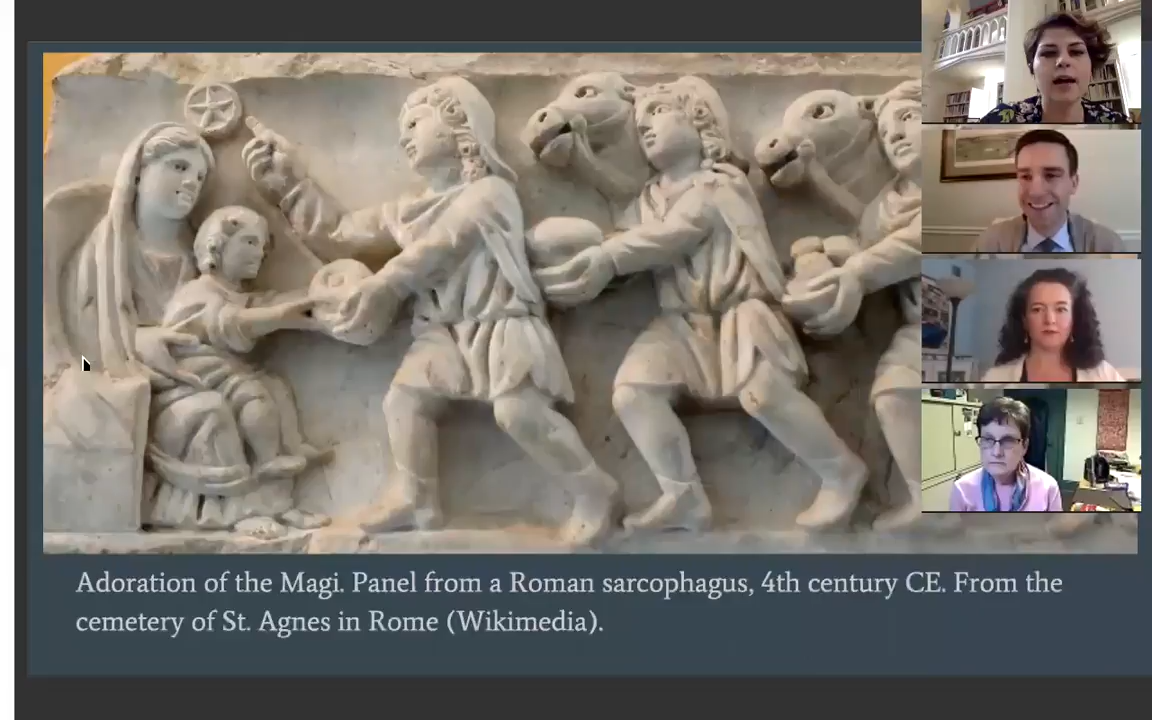 Adoration of the Magi. Panel from a Roman sarcophagus, 4th century CE. From the
cemetery of St. Agnes in Rome (Wikimedia).